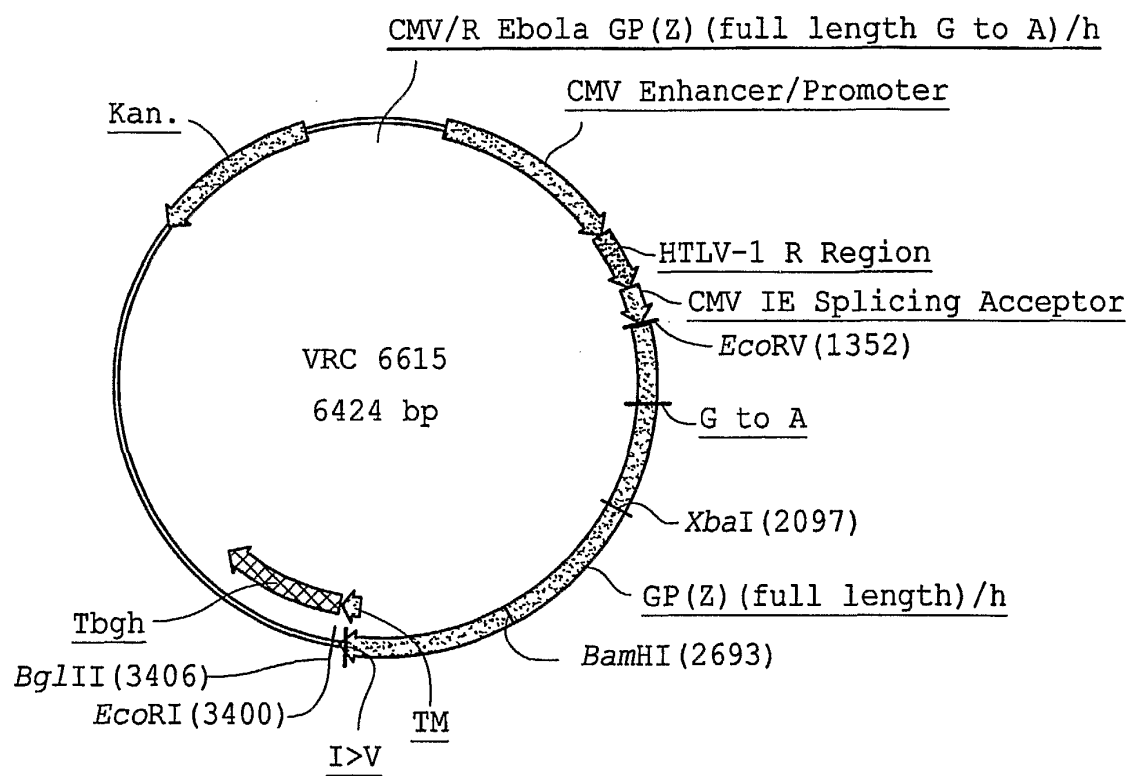 CMV/R Ebola GP(Z)(full length G to A)/h
CMV Enhancer/Promoter
Kan.
HTLV-1 R Region
CMV IE Splicing Acceptor
EcoRV(1352)
VRC 6615
6424 bp
G to A
XbaI(2097)
GP(Z)(full length)/h
Tbgh
BamHI(2693)
BglII(3406)
EcoRI(3400)
TM
I>V